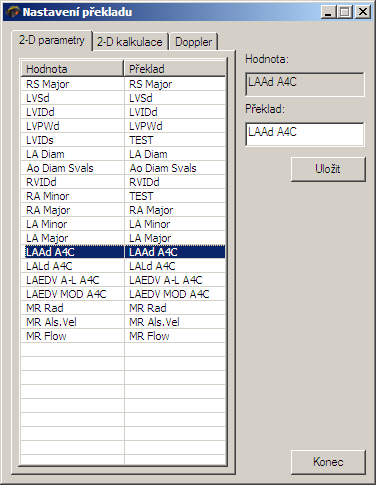 Nastavení překladu
2-D parametry 2-D kalkulace Doppler
Hodnota Překlad
RS Major RS Major
LVSd LVSd
LVIDd LVIDd
LVPWd LVPWd
LVIDs TEST
LA Diam LA Diam
Ao Diam Svals Ao Diam Svals
RVIDd RVIDd
RA Minor TEST
RA Major RA Major
LA Minor LA Minor
LA Major LA Major
LAAd A4C LAAd A4C
LALd A4C LALd A4C
LAEDV A-L A4C LAEDV A-L A4C
LAEDV MOD A4C LAEDV MOD A4C
MR Rad MR Rad
MR Als.Vel MR Als.Vel
MR Flow MR Flow
Hodnota:
LAAd A4C
Překlad:
LAAd A4C
Uložit
Konec